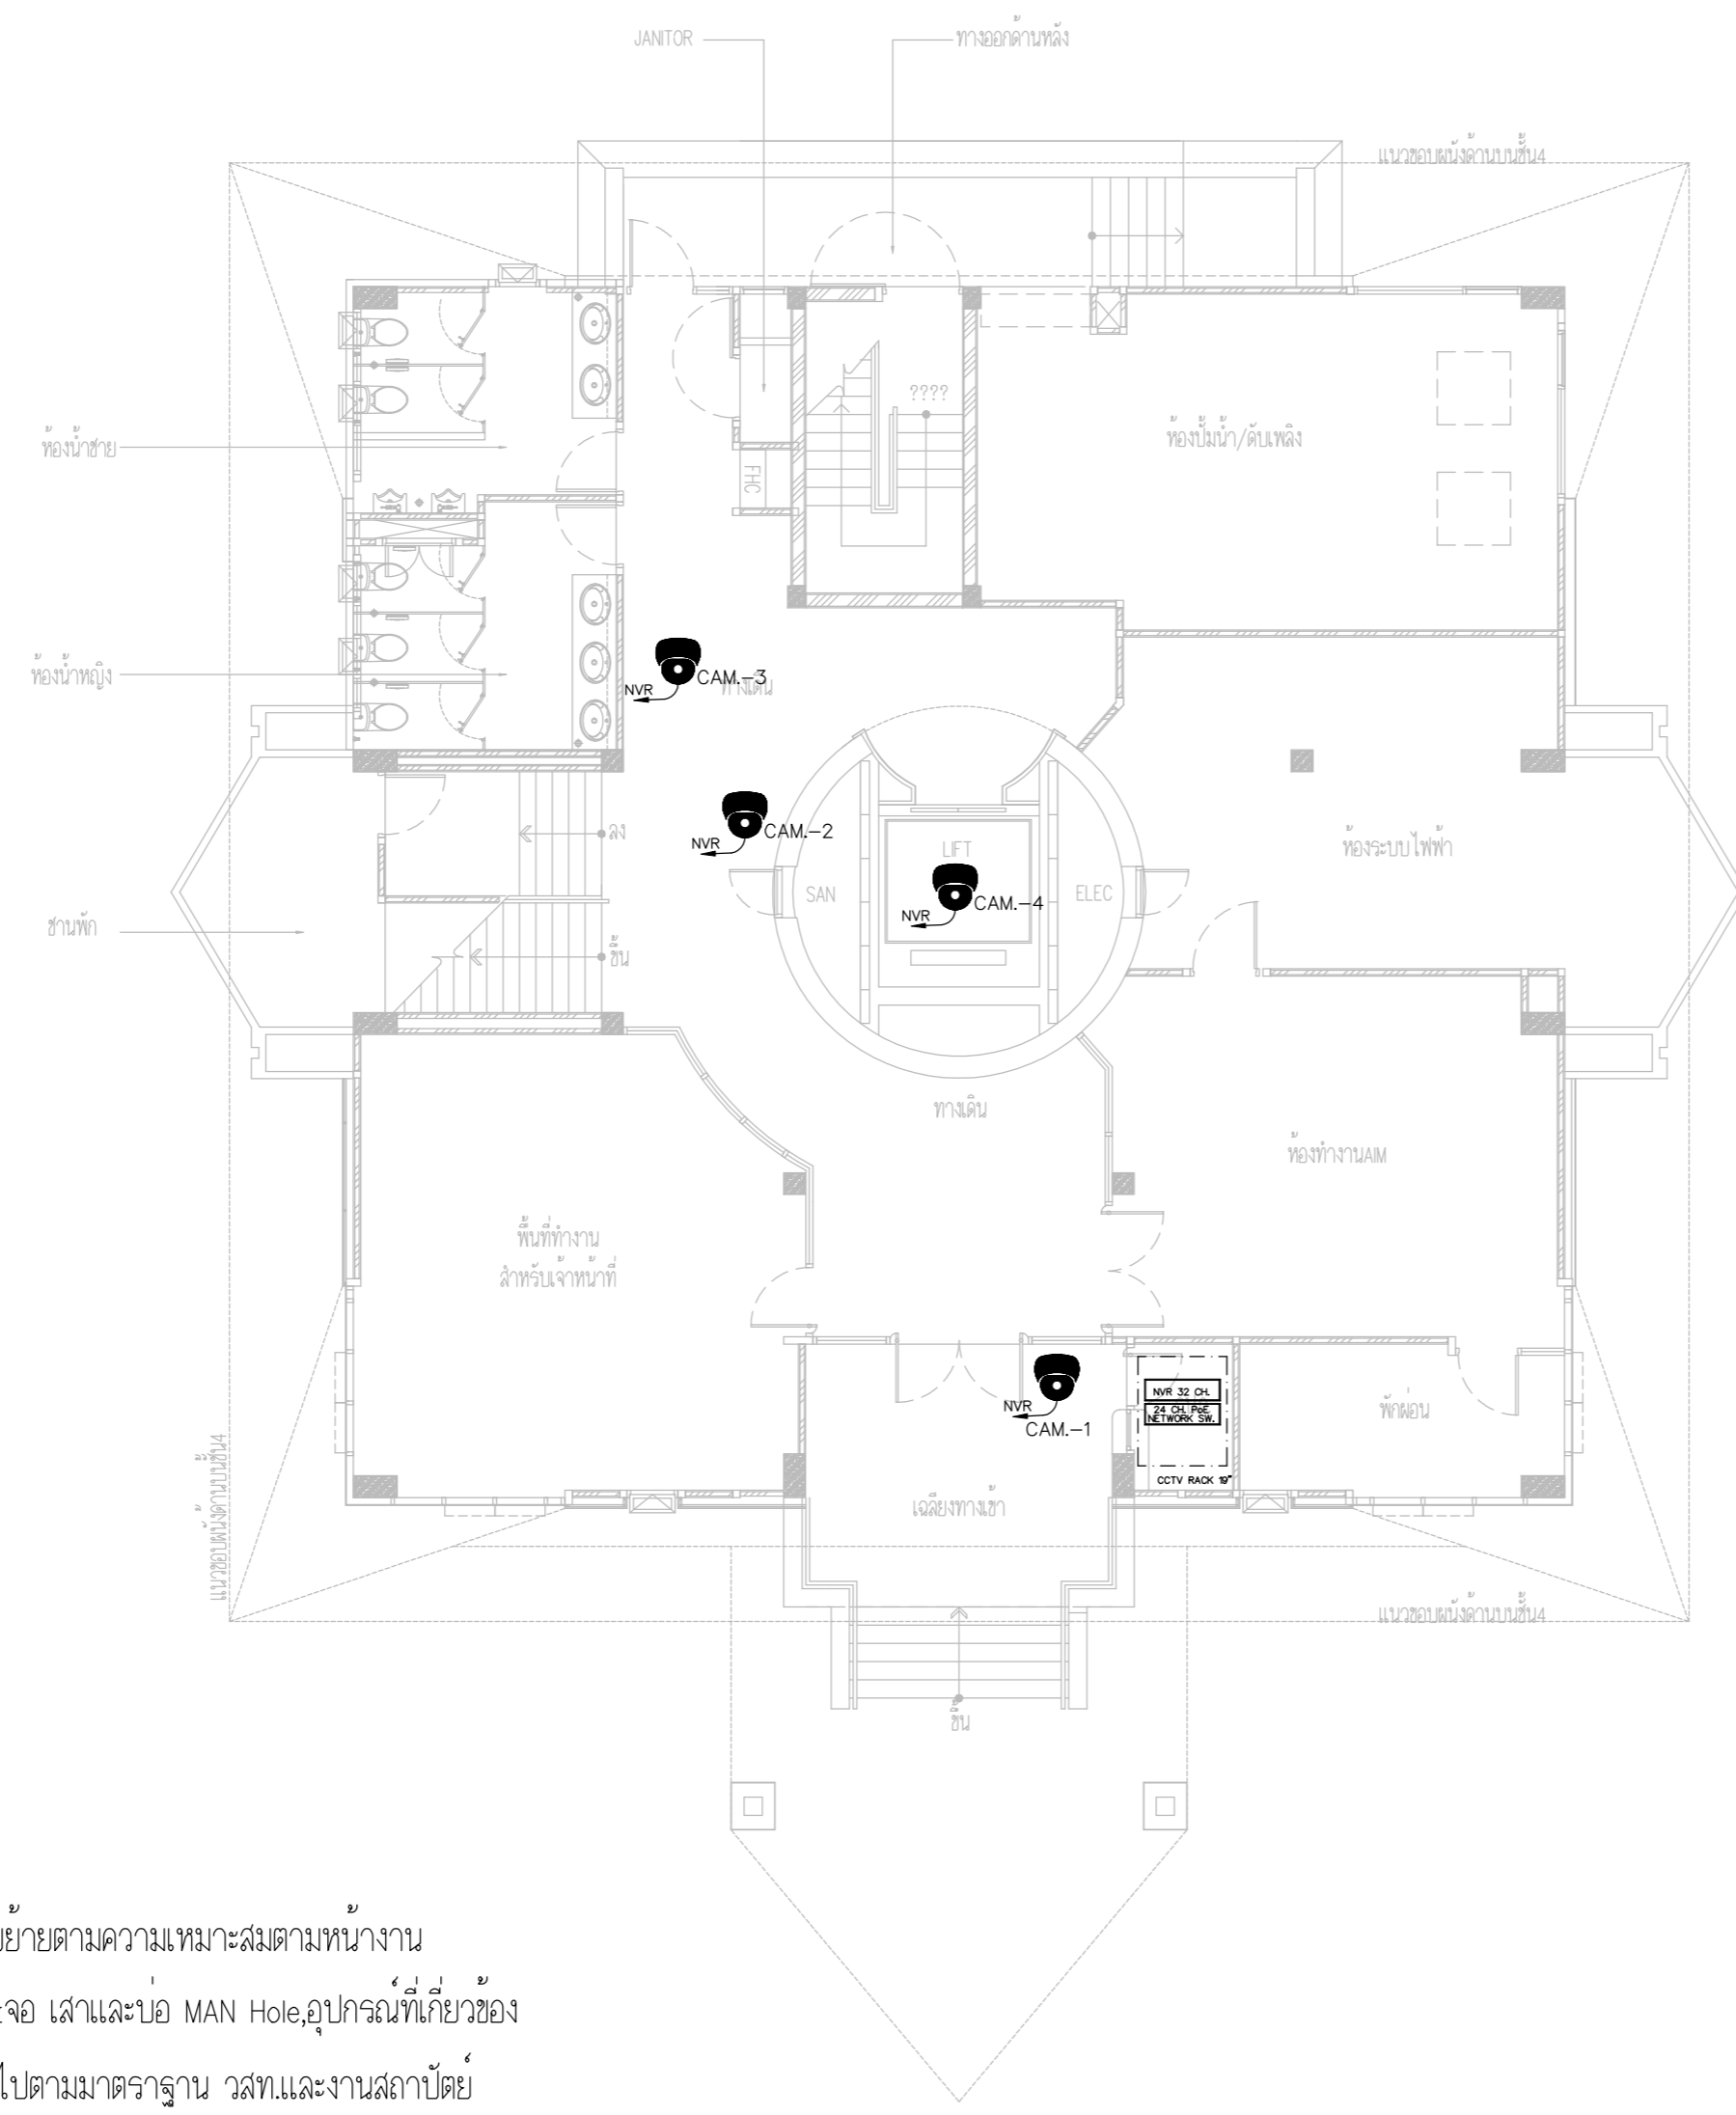 JANITOR
ทางออกด้านหลัง
แนวขอบผนังด้านบนชั้น4
????
ห้องน้ำชาย
ห้องปั๊มน้ำ/ดับเพลิง
FHC
ห้องน้ำหญิง
CAM.-3
NVR
ทางเดิน
CAM.-2
NVR
ลง
LIFT
ห้องระบบไฟฟ้า
SAN
ELEC
CAM.-4
NVR
ชานพัก
ขึ้น
ทางเดิน
ห้องทำงานAIM
พื้นที่ทำงาน
สำหรับเจ้าหน้าที่
NVR
CAM.-1
NVR 32 CH.
24 CH. PoE
NETWORK SW.
CCTV RACK 19"
พักผ่อน
เฉลียงทางเข้า
แนวขอบผนังด้านบนชั้น4
แนวขอบผนังด้านบนชั้น4
ขึ้น
ย้ายตามความเหมาะสมตามหน้างาน
จอ เสาและบ่อ MAN Hole,อุปกรณ์ที่เกี่ยวข้อง
ไปตามมาตราฐาน วสท.และงานสถาปัตย์